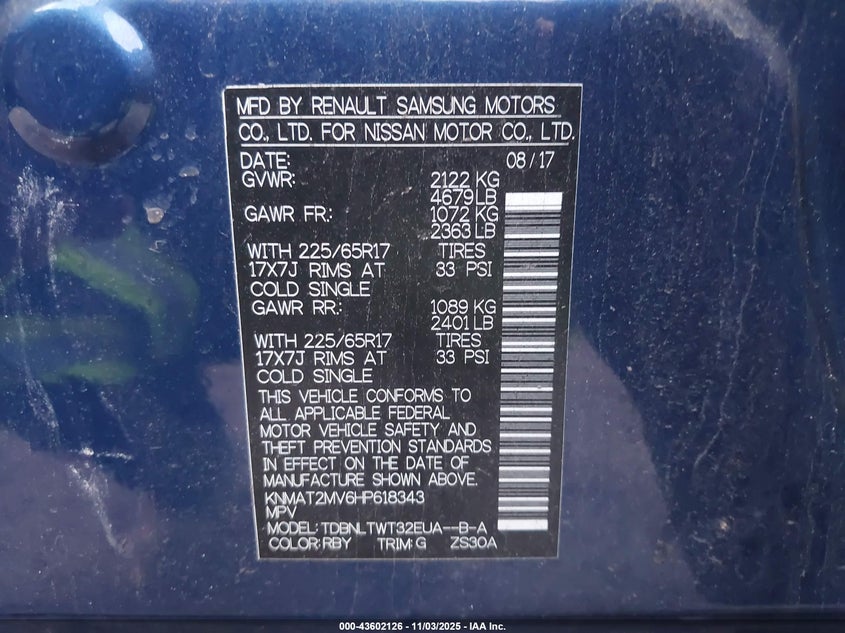 MFD BY RENAULT SAMSUNG MOTORS
CO., LTD. FOR NISSAN MOTOR CO., LTD.
DATE: 08/17
GVWR: 2122 KG
4679 LB
GAWR FR.: 1072 KG
2363 LB
WITH 225/65R17 TIRES
17X7J RIMS AT 33 PSI
COLD SINGLE
GAWR RR.: 1089 KG
2401 LB
WITH 225/65R17 TIRES
17X7J RIMS AT 33 PSI
COLD SINGLE
THIS VEHICLE CONFORMS TO
ALL APPLICABLE FEDERAL
MOTOR VEHICLE SAFETY AND
THEFT PREVENTION STANDARDS
IN EFFECT ON THE DATE OF
MANUFACTURE SHOWN ABOVE.
KNMAT2MV6HP618343
MPV
MODEL: TDBNLTWT32EUA--B-A
COLOR: RBY TRIM: G ZS30A
000-43602126 - 11/03/2025 - IAA Inc.